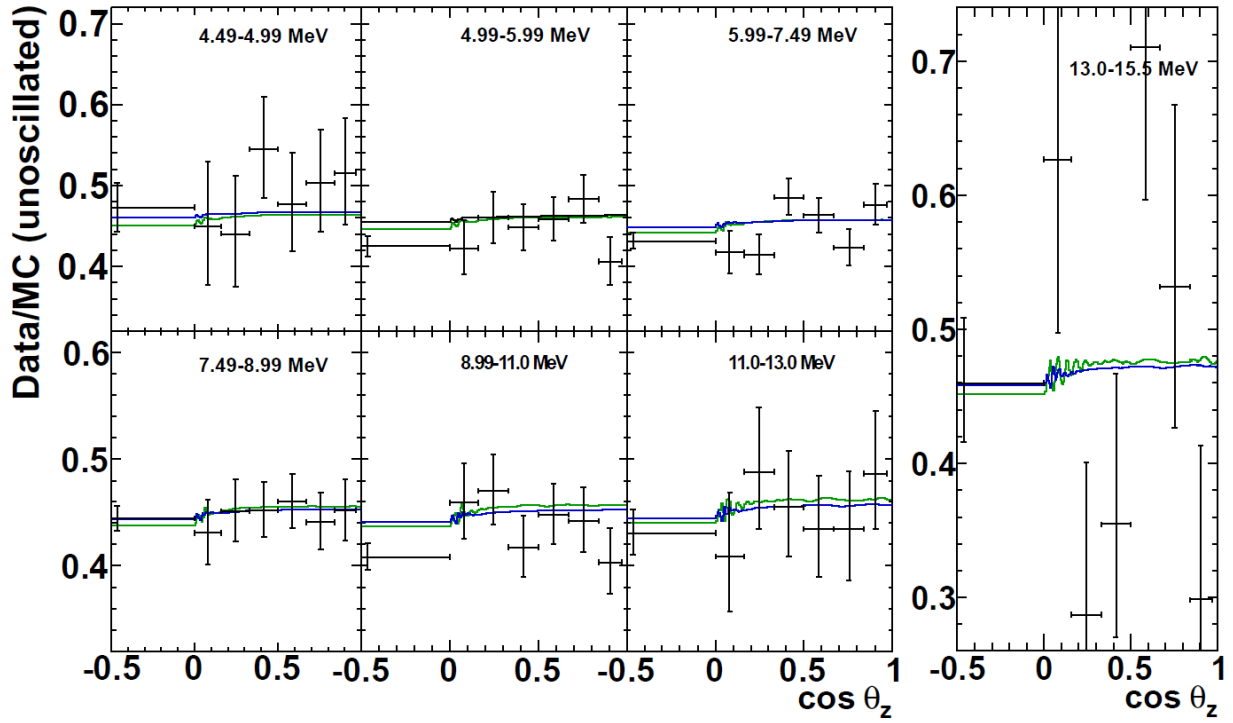 Data/MC (unoscillated)
0.7
0.6
0.5
0.4
4.49-4.99 MeV
4.99-5.99 MeV
5.99-7.49 MeV
0.6
0.5
0.4
7.49-8.99 MeV
8.99-11.0 MeV
11.0-13.0 MeV
-0.5 0 0.5 -0.5 0 0.5 -0.5 0 0.5 1
cos θz
0.7
0.6
0.5
0.4
0.3
13.0-15.5 MeV
-0.5 0 0.5 1
cos θz